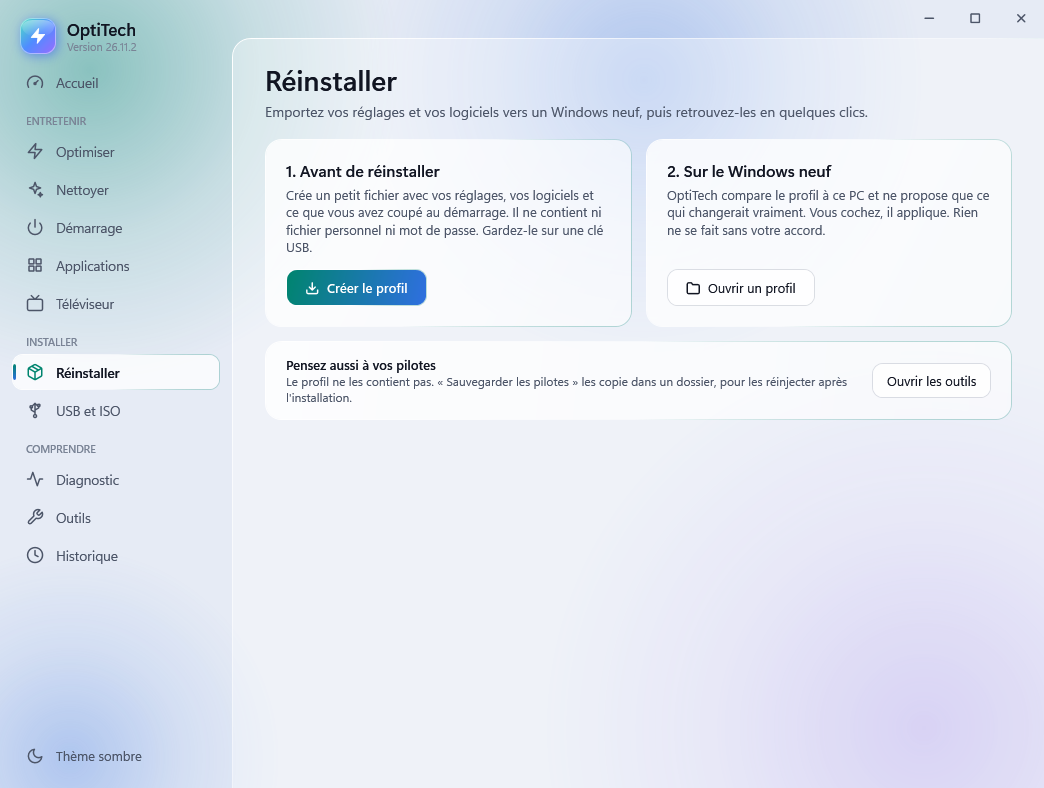 OptiTech
Version 26.11.2
Accueil
ENTRETENIR
Optimiser
Nettoyer
Démarrage
Applications
Téléviseur
INSTALLER
Réinstaller
USB et ISO
COMPRENDRE
Diagnostic
Outils
Historique
Thème sombre
Réinstaller
Emportez vos réglages et vos logiciels vers un Windows neuf, puis retrouvez-les en quelques clics.
1. Avant de réinstaller
Crée un petit fichier avec vos réglages, vos logiciels et
ce que vous avez coupé au démarrage. Il ne contient ni
fichier personnel ni mot de passe. Gardez-le sur une clé
USB.
Créer le profil
2. Sur le Windows neuf
OptiTech compare le profil à ce PC et ne propose que ce
qui changerait vraiment. Vous cochez, il applique. Rien
ne se fait sans votre accord.
Ouvrir un profil
Pensez aussi à vos pilotes
Le profil ne les contient pas. « Sauvegarder les pilotes » les copie dans un dossier, pour les réinjecter après
l'installation.
Ouvrir les outils